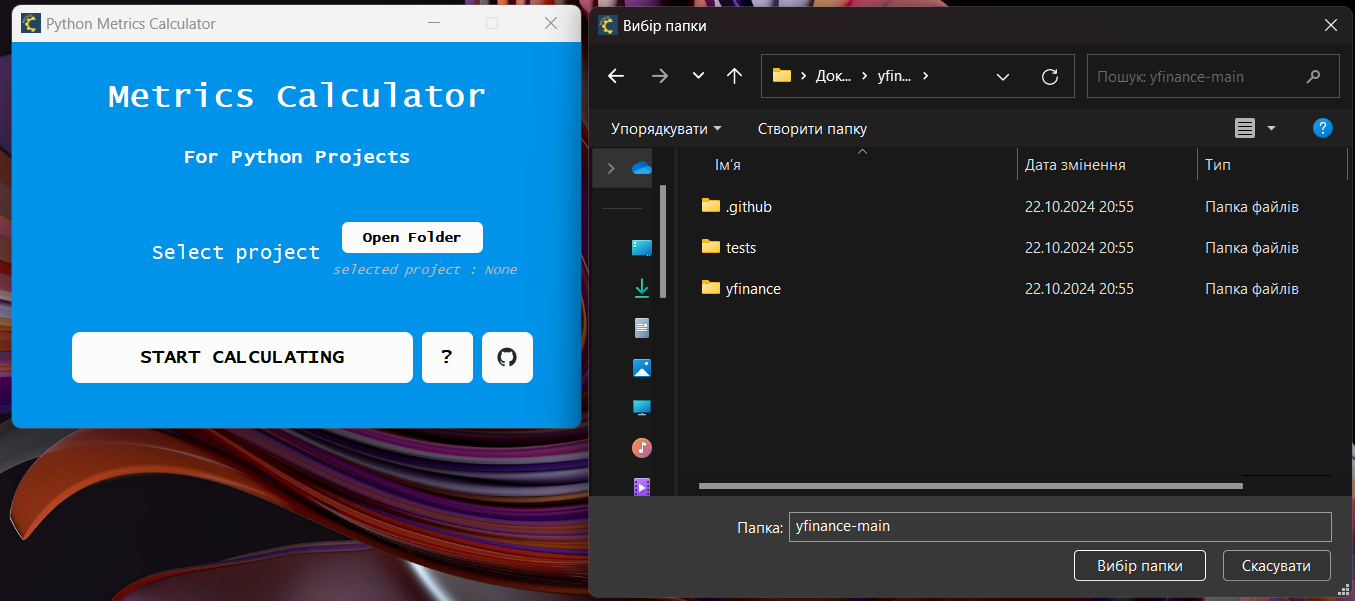 Python Metrics Calculator
Metrics Calculator
For Python Projects
Select project
Open Folder
selected project : None
START CALCULATING
?
Вибір папки
Док...
yfin...
Пошук: yfinance-main
Упорядкувати
Створити папку
?
Ім'я
Дата змінення
Тип
.github
22.10.2024 20:55
Папка файлів
tests
22.10.2024 20:55
Папка файлів
yfinance
22.10.2024 20:55
Папка файлів
Папка:
yfinance-main
Вибір папки
Скасувати